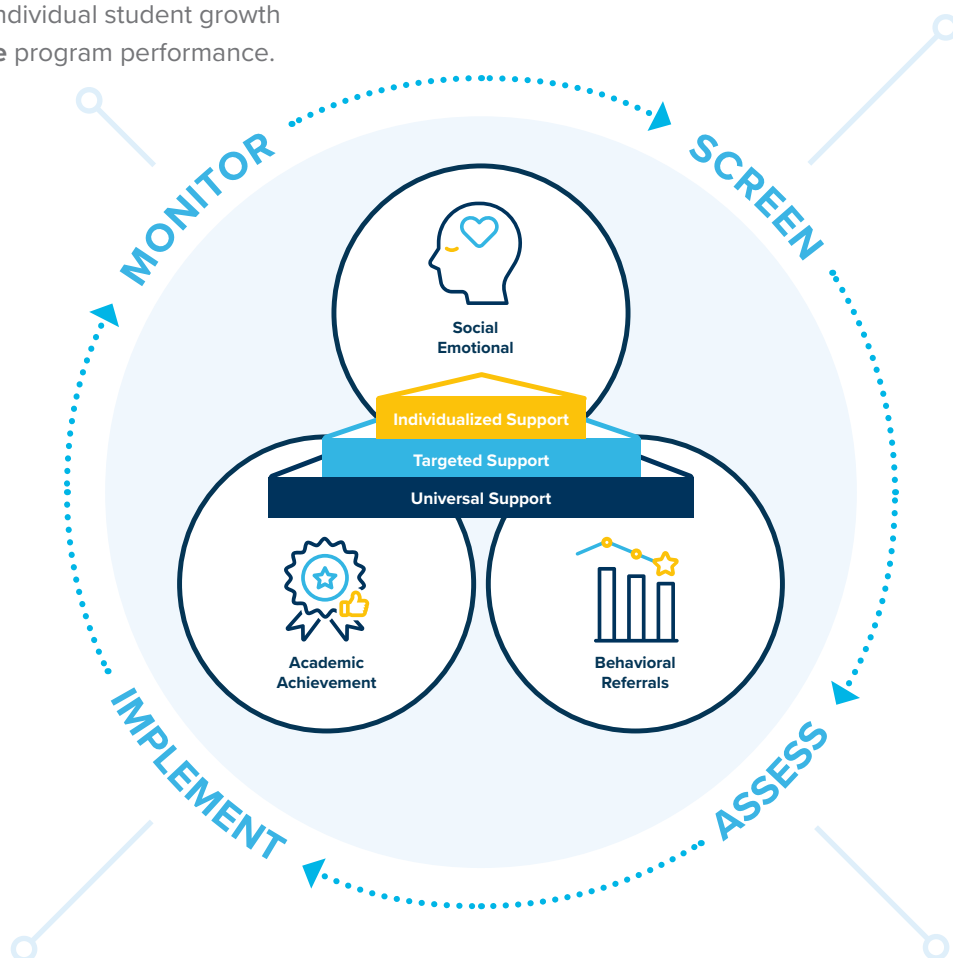 individual student growth
program performance.
MONITOR
SCREEN
Social
Emotional
Individualized Support
Targeted Support
Universal Support
Academic
Achievement
Behavioral
Referrals
IMPLEMENT
ASSESS